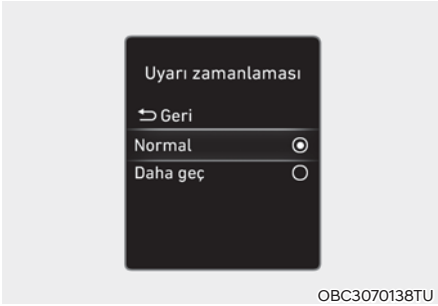 Uyarı zamanlaması
Geri
Normal
Daha geç
OBC3070138TU